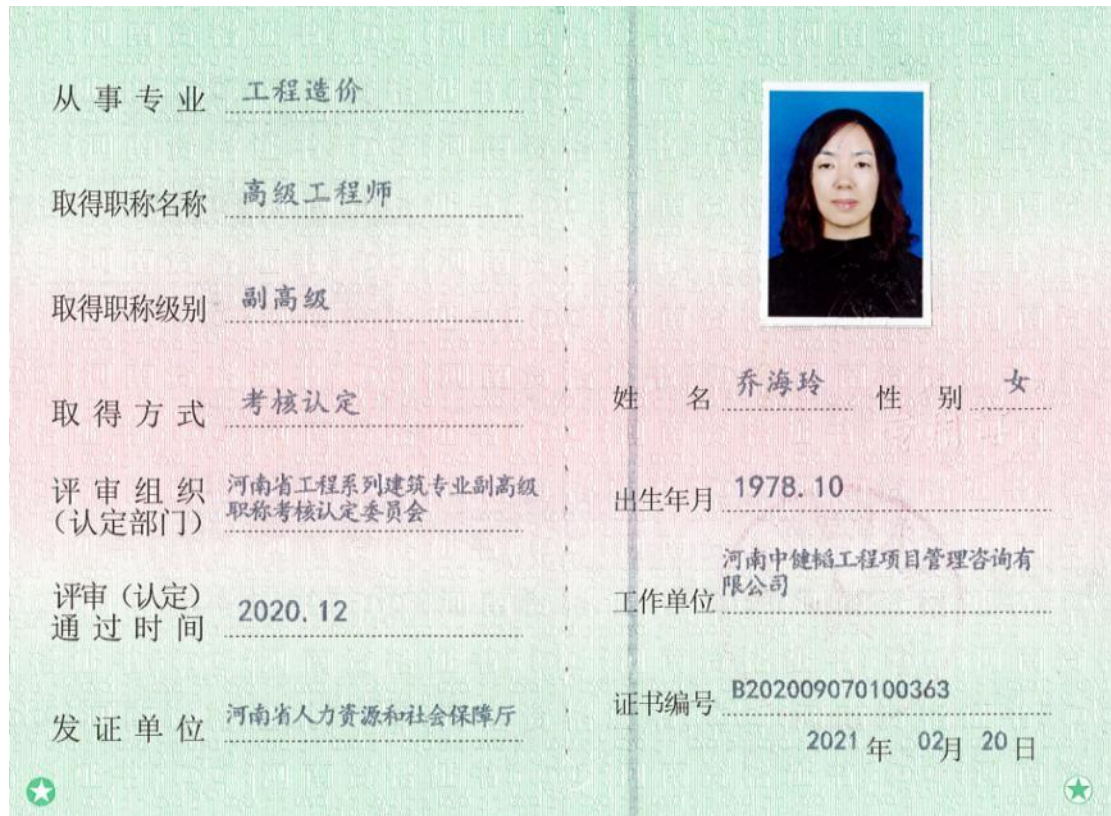 从事专业 工程造价
取得职称名称 高级工程师
取得职称级别 副高级
取得方式 考核认定
评审组织 河南省工程系列建筑专业副高级
（认定部门） 职称考核认定委员会
评审（认定）
通过时间 2020.12
发证单位 河南省人力资源和社会保障厅
姓名 乔海玲 性别 女
出生年月 1978.10
河南中健韬工程项目管理咨询有
工作单位 限公司
证书编号 B202009070100363
2021年 02月 20日